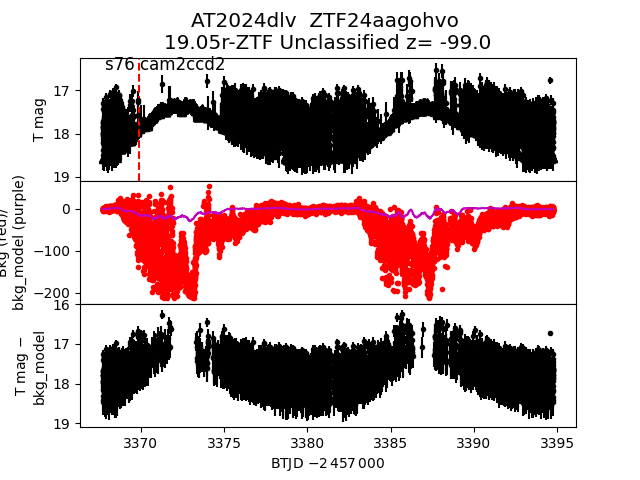 AT2024dlv  ZTF24aagohvo
19.05r-ZTF Unclassified z= -99.0
s76 cam2ccd2
T mag
17
18
19
Bkg (red)/
bkg_model (purple)
0
−100
−200
T mag −
bkg_model
16
17
18
19
3370
3375
3380
3385
3390
3395
BTJD −2 457 000